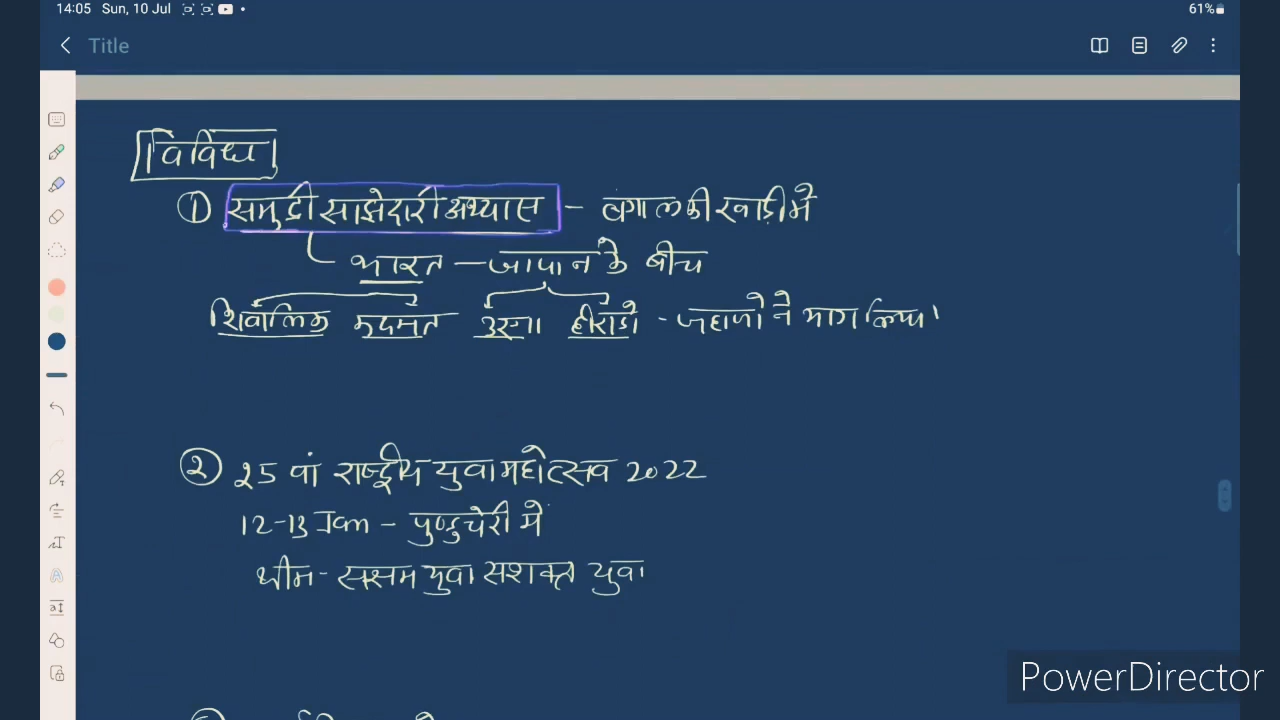 14:05 Sun, 10 Jul
61%
Title
विविध
① समुद्री साझेदारी अभ्यास – बंगाल की खाड़ी में
भारत – जापान के बीच
शिवालिक कदमत उरगा हीराडो - जहाजो ने भाग लिया।
② 25 वां राष्ट्रीय युवा महोत्सव 2022
12-13 Jan – पुण्डुचेरी में
थीम - सक्षम युवा सशक्त युवा
PowerDirector